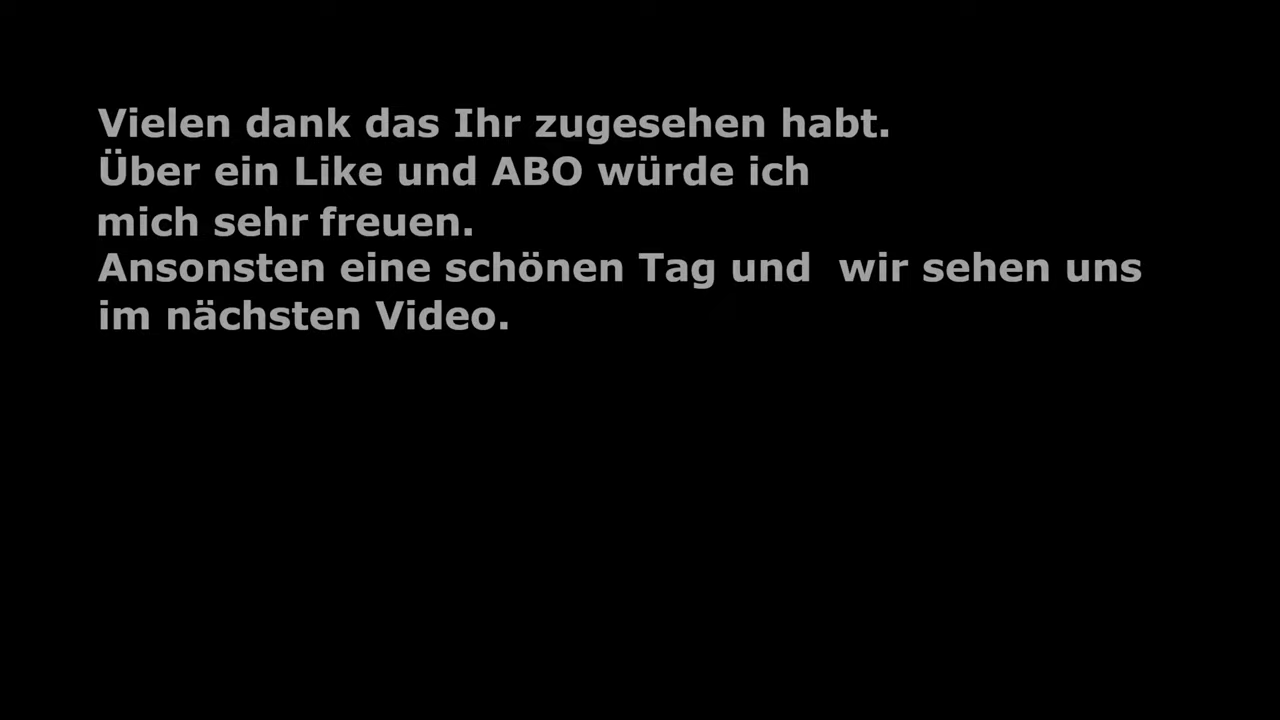 Vielen dank das Ihr zugesehen habt.
Über ein Like und ABO würde ich
mich sehr freuen.
Ansonsten eine schönen Tag und  wir sehen uns
im nächsten Video.